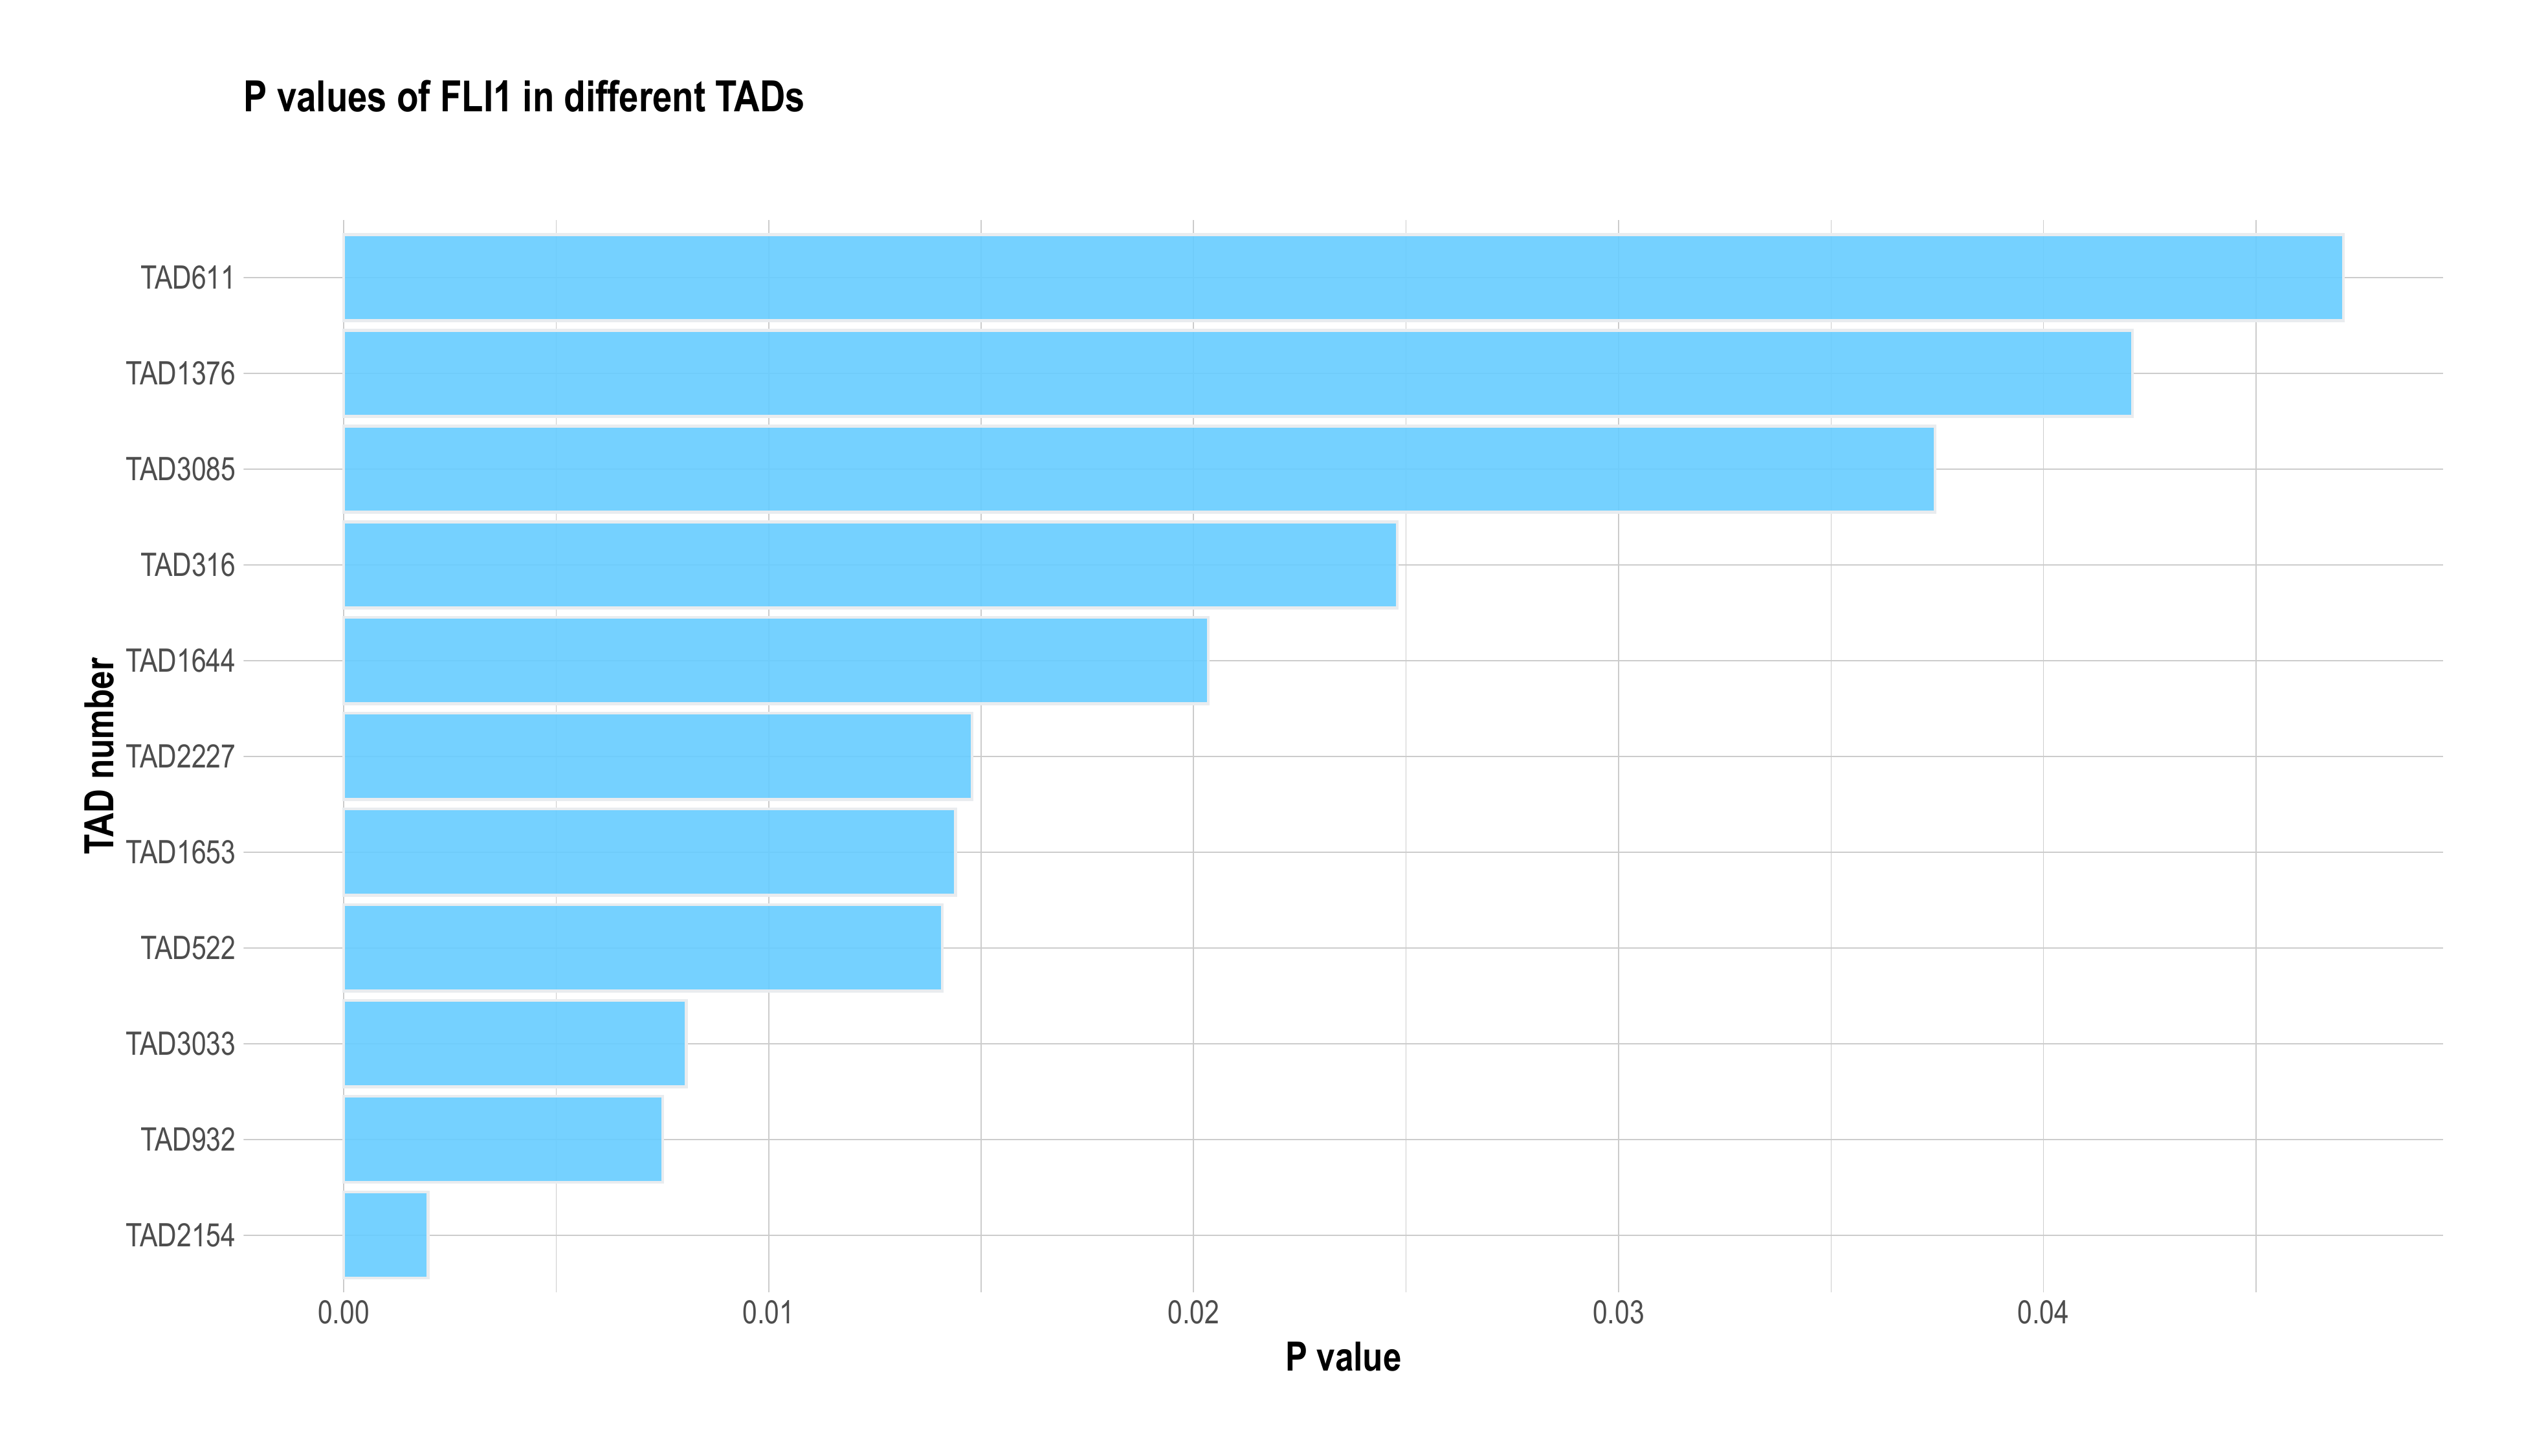 P values of FLI1 in different TADs
TAD number
TAD611
TAD1376
TAD3085
TAD316
TAD1644
TAD2227
TAD1653
TAD522
TAD3033
TAD932
TAD2154
0.00 0.01 0.02 0.03 0.04
P value